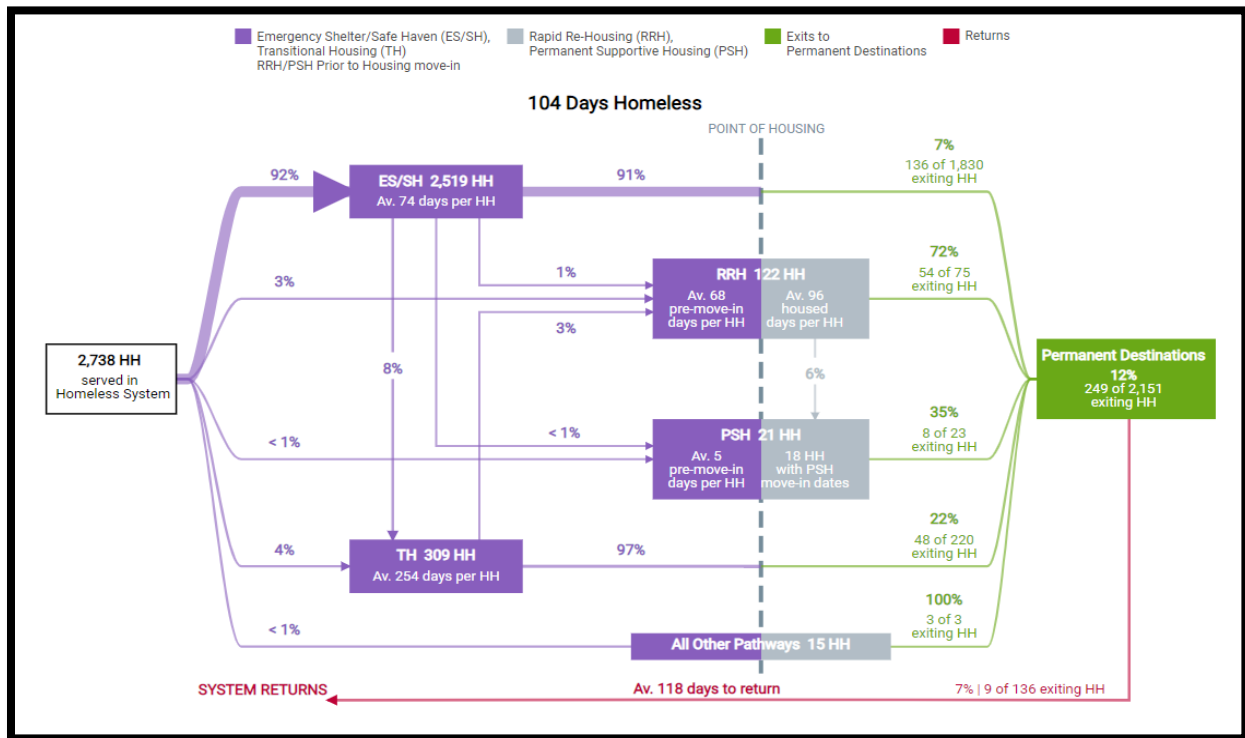 Emergency Shelter/Safe Haven (ES/SH),
Transitional Housing (TH)
RRH/PSH Prior to Housing move-in
Rapid Re-Housing (RRH),
Permanent Supportive Housing (PSH)
Exits to
Permanent Destinations
Returns
104 Days Homeless
POINT OF HOUSING
92%
ES/SH 2,519 HH
Av. 74 days per HH
91%
7%
136 of 1,830
exiting HH
3%
1%
3%
RRH 122 HH
Av. 68
pre-move-in
days per HH
Av. 96
housed
days per HH
72%
54 of 75
exiting HH
2,738 HH
served in
Homeless System
8%
6%
Permanent Destinations
12%
249 of 2,151
exiting HH
< 1%
< 1%
PSH 21 HH
Av. 5
pre-move-in
days per HH
18 HH
with PSH
move-in dates
35%
8 of 23
exiting HH
4%
TH 309 HH
Av. 254 days per HH
97%
22%
48 of 220
exiting HH
< 1%
All Other Pathways 15 HH
100%
3 of 3
exiting HH
SYSTEM RETURNS
Av. 118 days to return
7% | 9 of 136 exiting HH